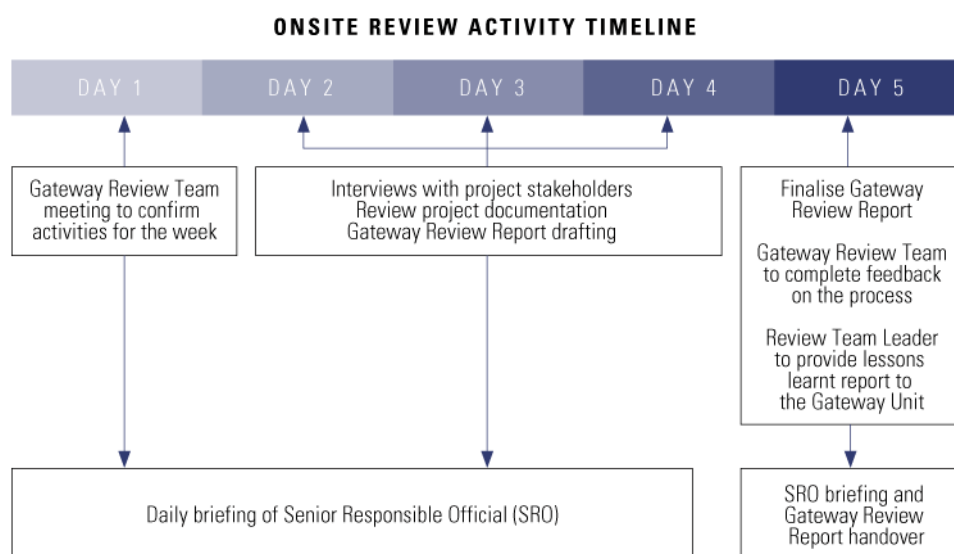 ONSITE REVIEW ACTIVITY TIMELINE
DAY 1
DAY 2
DAY 3
DAY 4
DAY 5
Gateway Review Team
meeting to confirm
activities for the week
Interviews with project stakeholders
Review project documentation
Gateway Review Report drafting
Finalise Gateway
Review Report
Gateway Review Team
to complete feedback
on the process
Review Team Leader
to provide lessons
learnt report to
the Gateway Unit
Daily briefing of Senior Responsible Official (SRO)
SRO briefing and
Gateway Review
Report handover